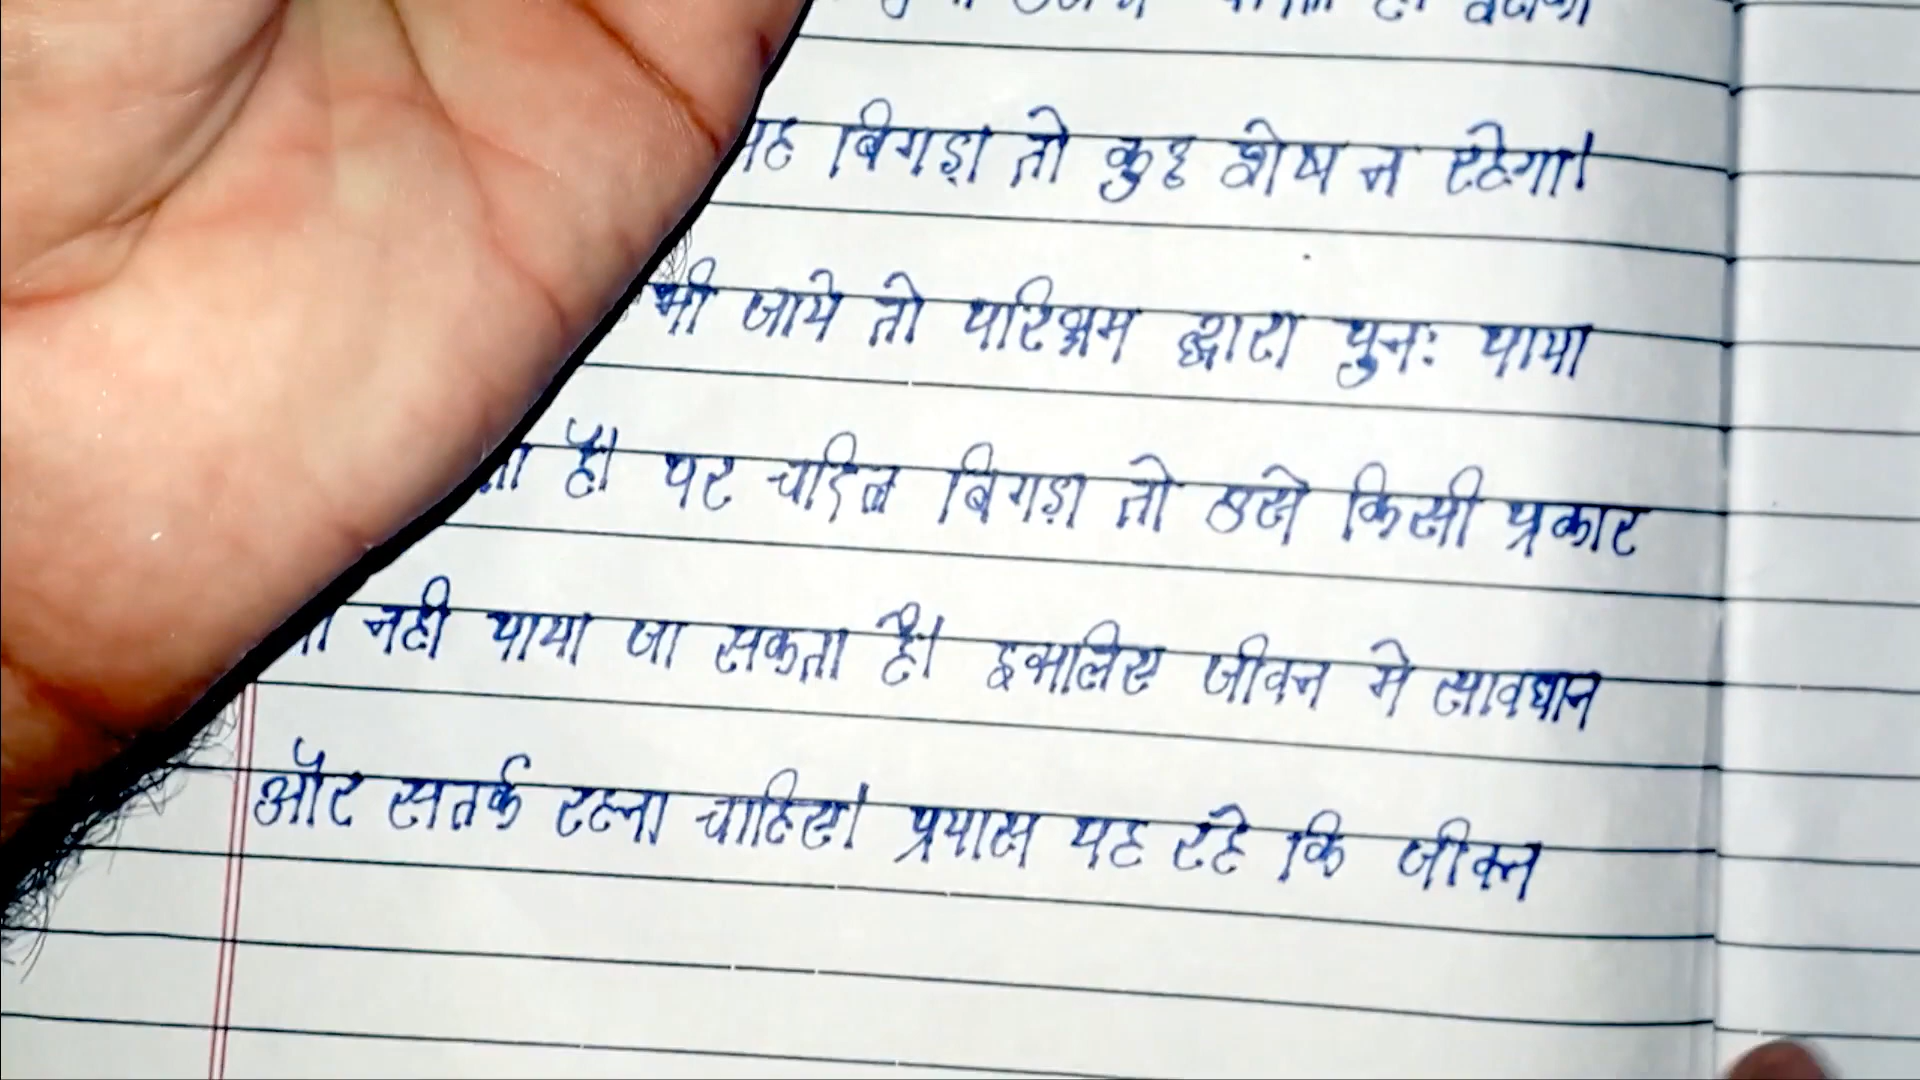 बिगड़ा तो कुछ शेष न रहेगा।
भी जाये तो परिश्रम द्वारा पुनः पाया
है। पर चरित्र बिगड़ा तो उसे किसी प्रकार
नही पाया जा सकता है। इसलिए जीवन मे सावधान
और सतर्क रहना चाहिए। प्रयास यह रहे कि जीवन